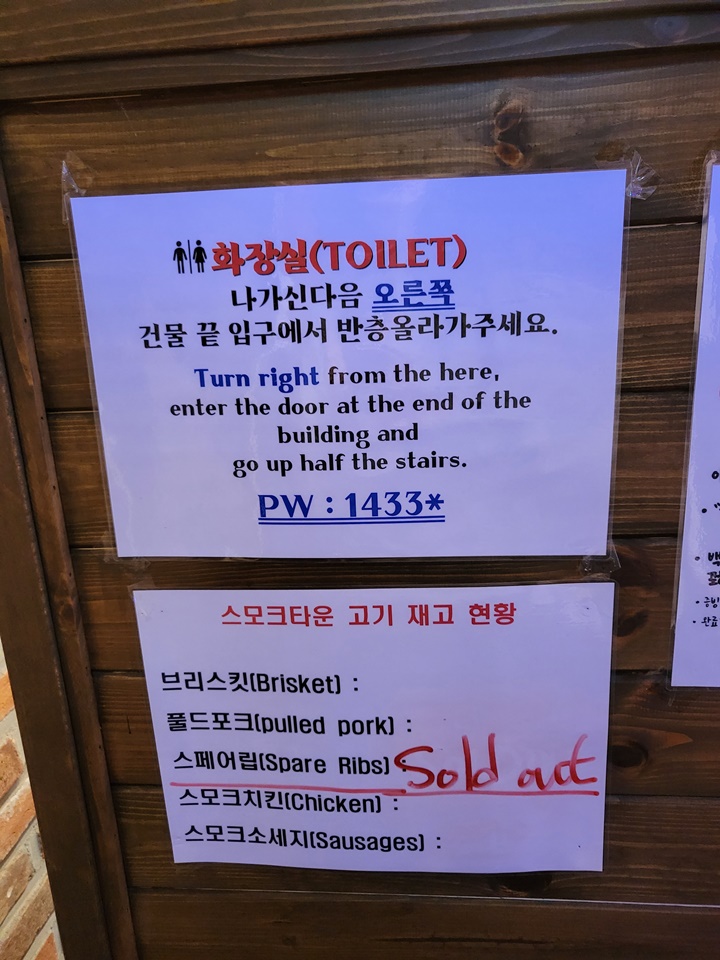 화장실(TOILET)
나가신다음 오른쪽
건물 끝 입구에서 반층올라가주세요.
Turn right from the here,
enter the door at the end of the
building and
go up half the stairs.
PW : 1433*
스모크타운 고기 재고 현황
브리스킷(Brisket) :
풀드포크(pulled pork) :
스페어립(Spare Ribs) : Sold out
스모크치킨(Chicken) :
스모크소세지(Sausages) :